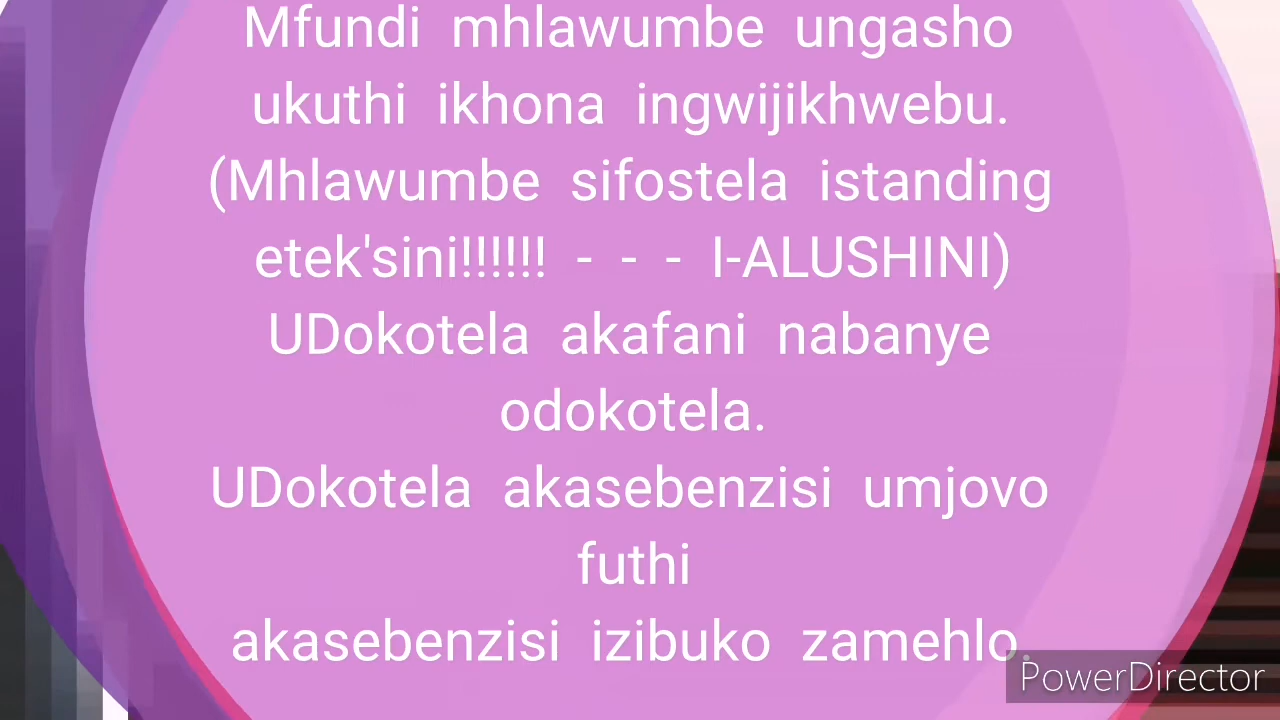 Mfundi mhlawumbe ungasho
ukuthi ikhona ingwijikhwebu.
(Mhlawumbe sifostela istanding
etek'sini!!!!!! - - - I-ALUSHINI)
UDokotela akafani nabanye
odokotela.
UDokotela akasebenzisi umjovo
futhi
akasebenzisi izibuko zamehlo.
PowerDirector